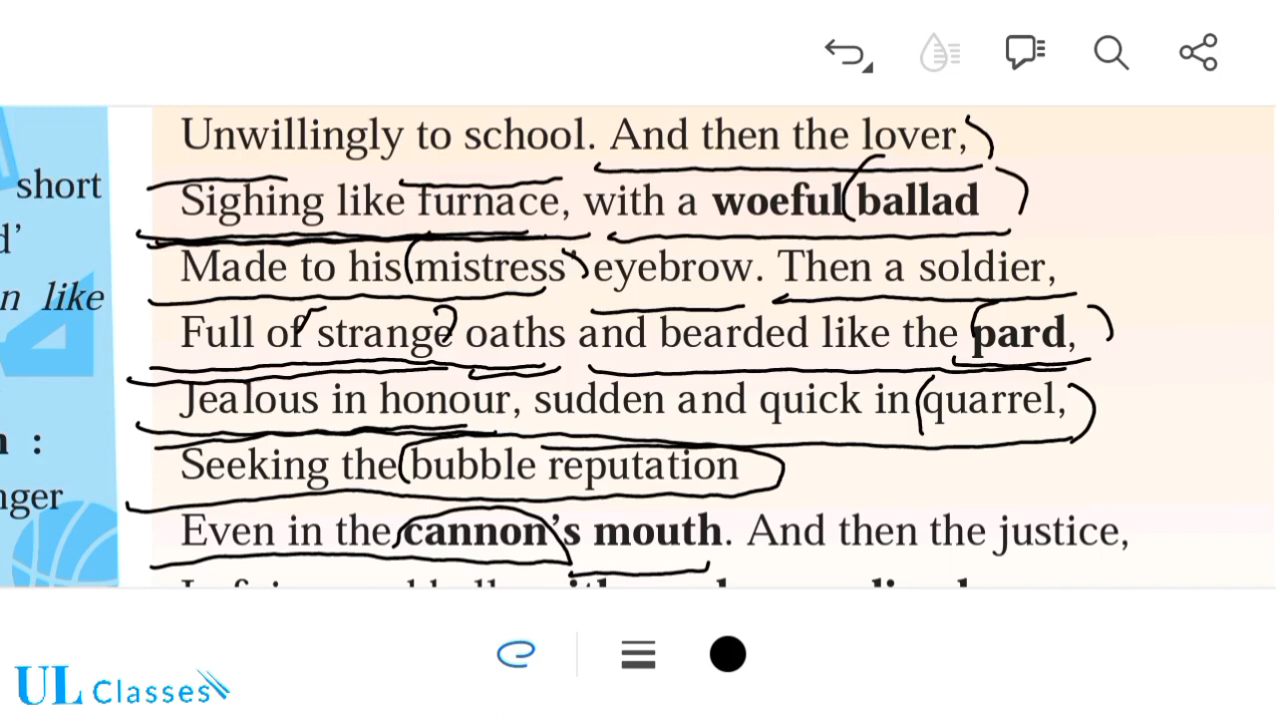 Unwillingly to school. And then the lover,
short
Sighing like furnace, with a woeful ballad
d’
Made to his mistress’ eyebrow. Then a soldier,
n like
Full of strange oaths and bearded like the pard,
Jealous in honour, sudden and quick in quarrel,
n :
Seeking the bubble reputation
nger
Even in the cannon’s mouth. And then the justice,
UL Classes